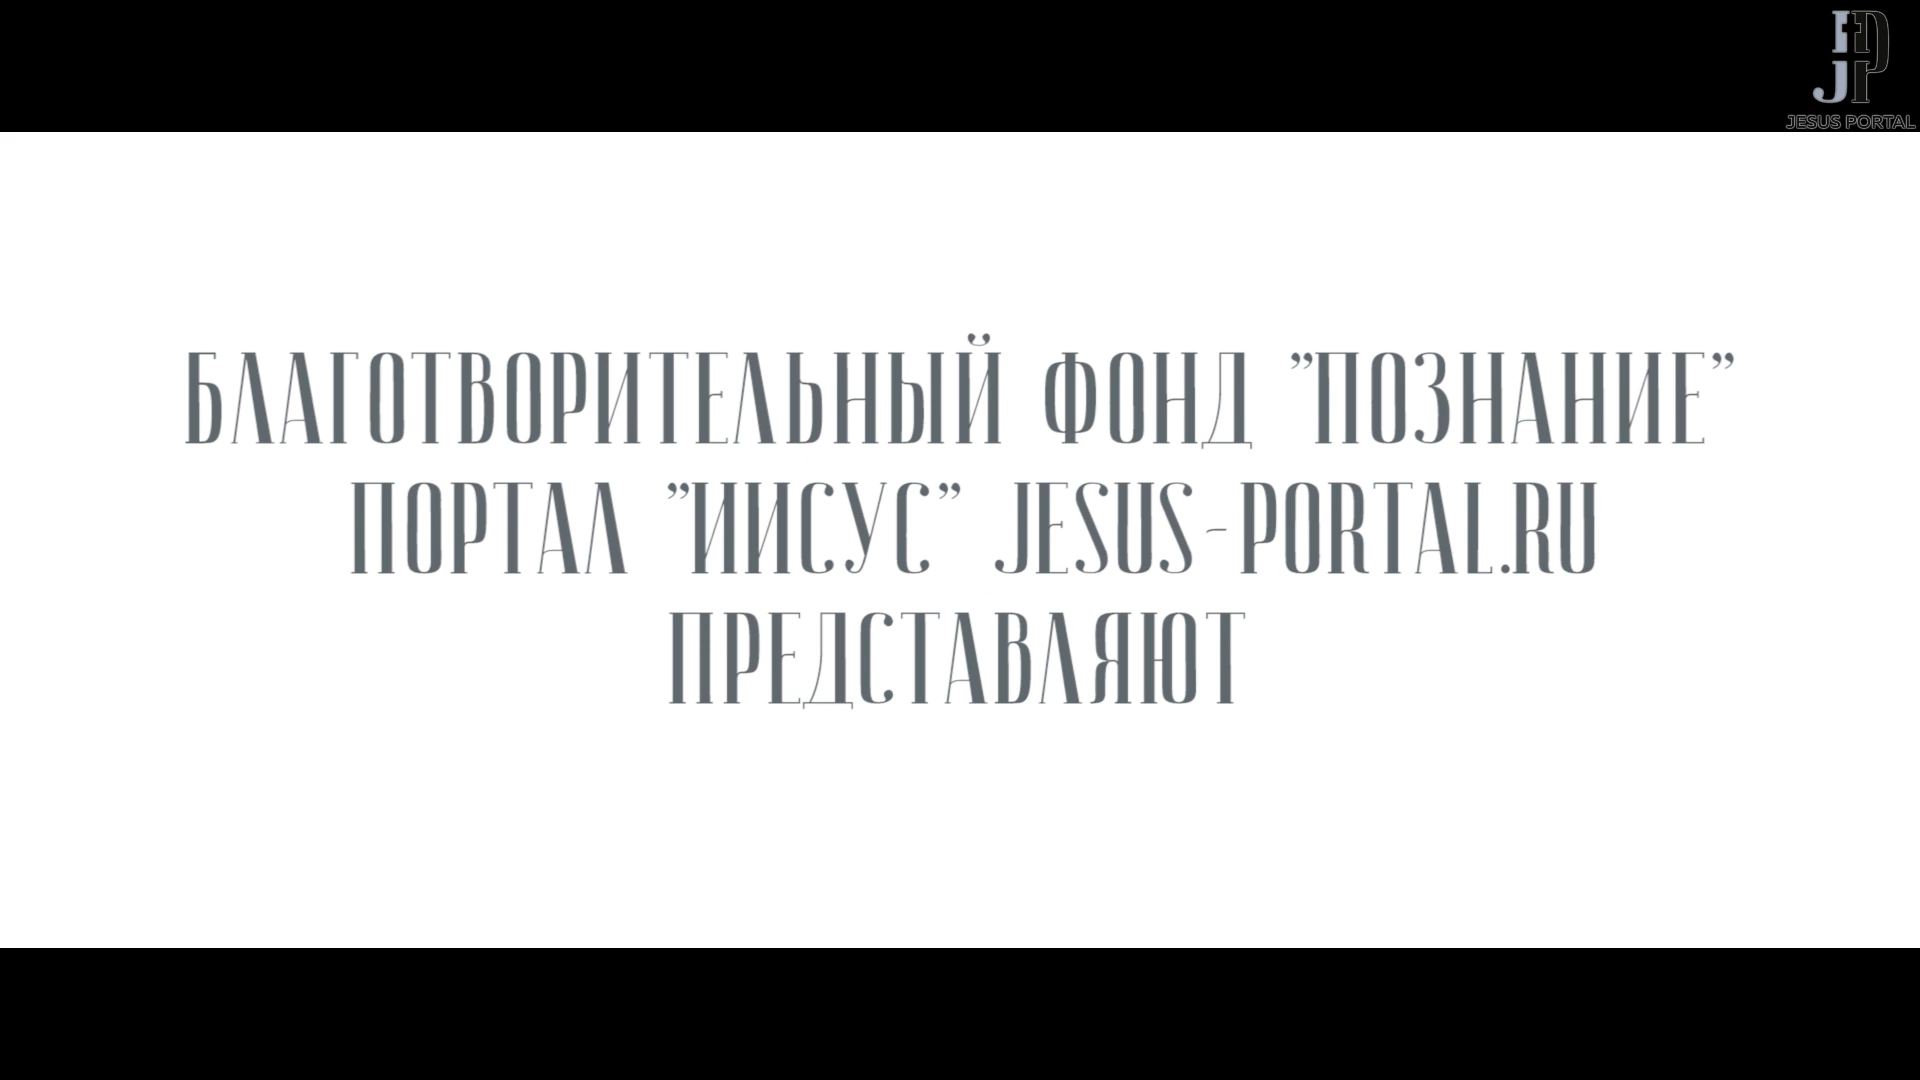 JESUS PORTAL
БЛАГОТВОРИТЕЛЬНЫЙ ФОНД "ПОЗНАНИЕ"
ПОРТАЛ "ИИСУС" JESUS-PORTAL.RU
ПРЕДСТАВЛЯЮТ